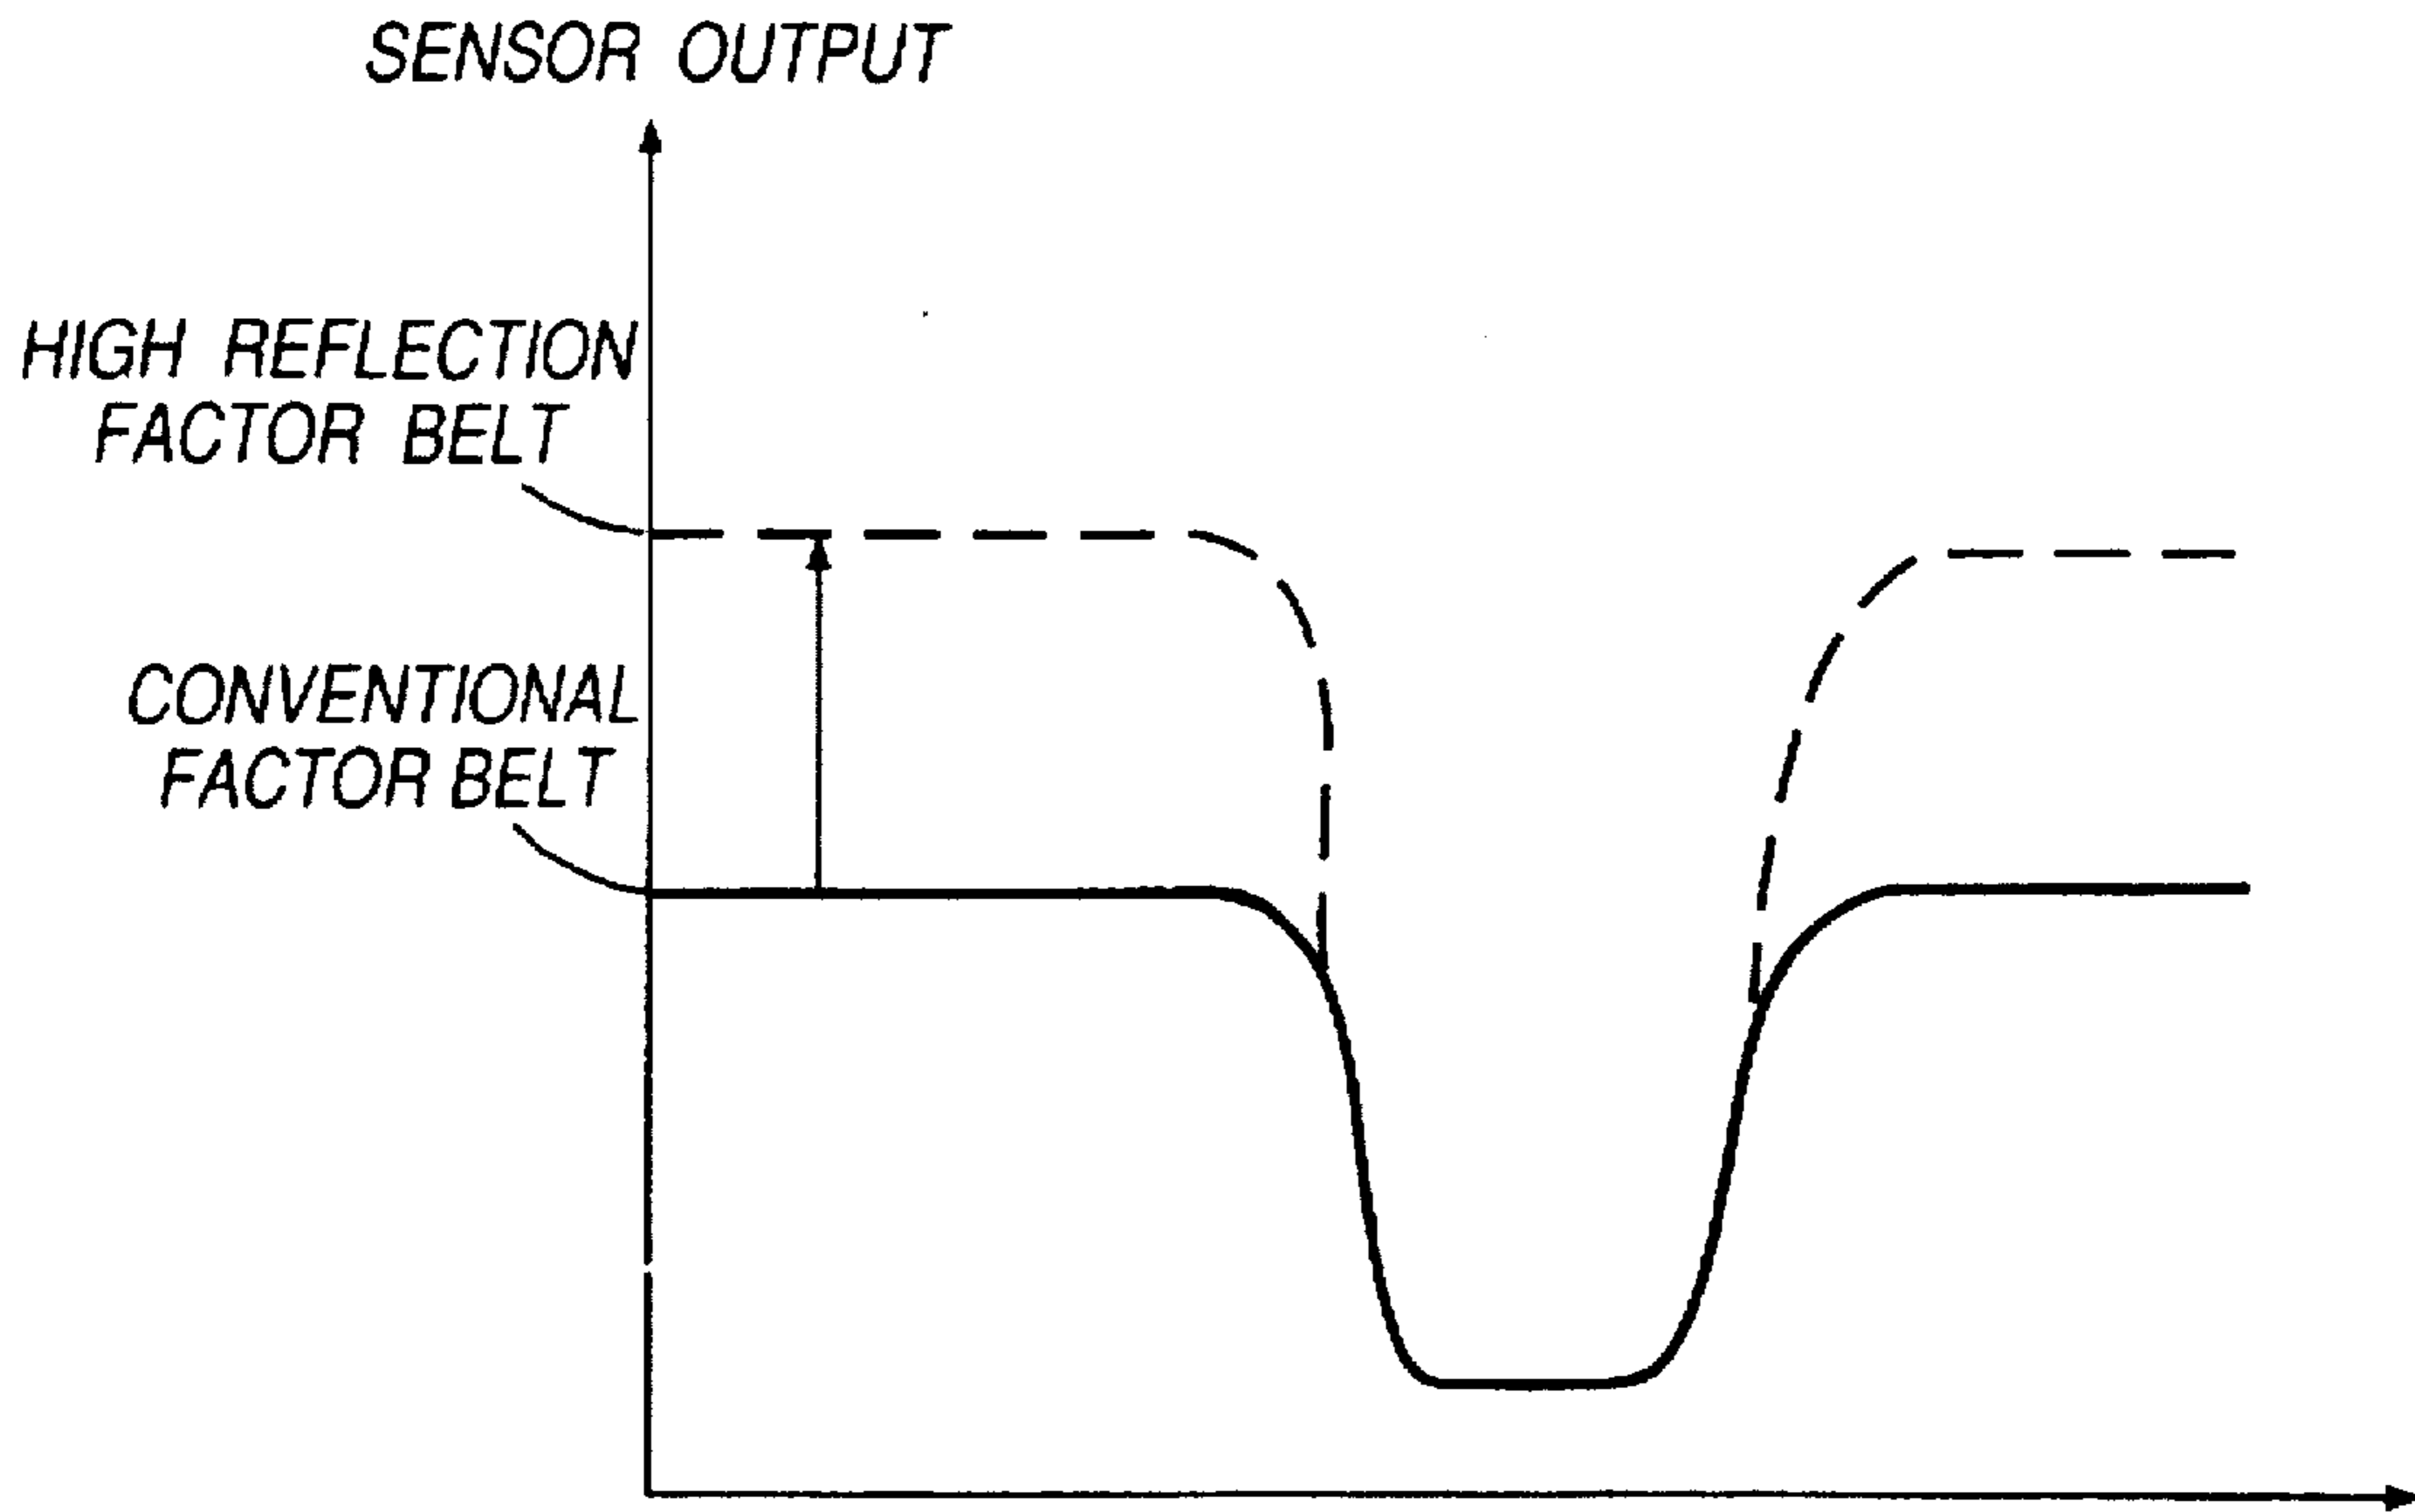 SENSOR OUTPUT
HIGH REFLECTION
FACTOR BELT
CONVENTIONAL
FACTOR BELT